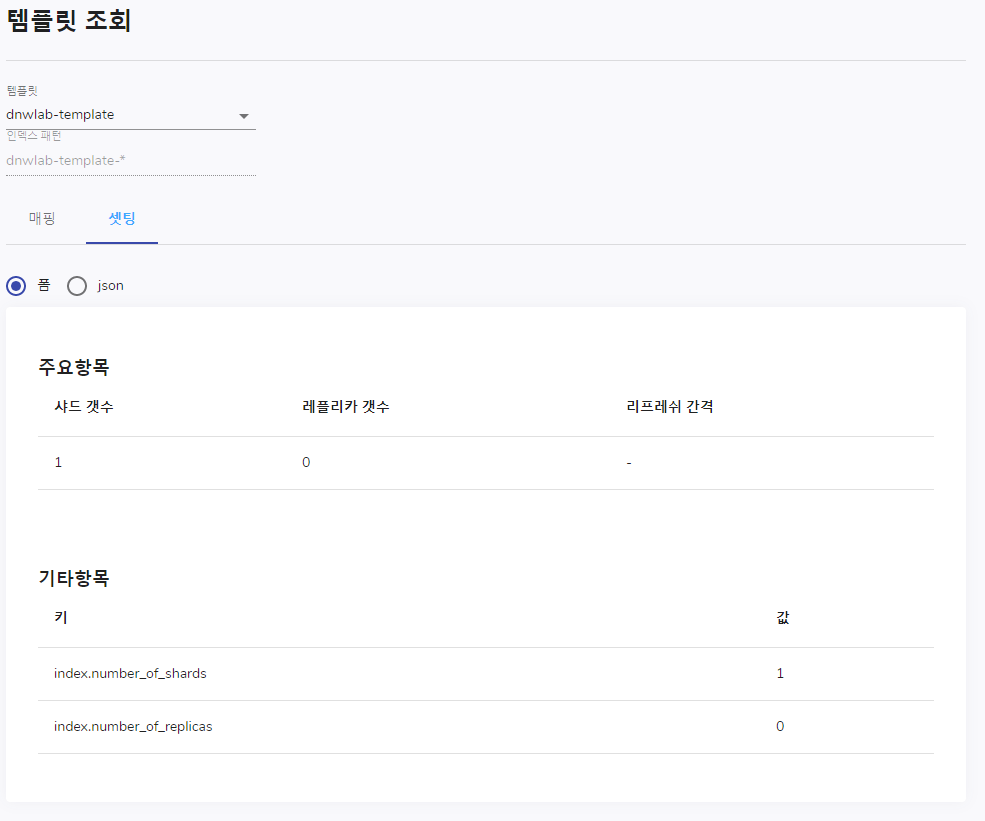 템플릿 조회
템플릿
dnwlab-template
인덱스 패턴
dnwlab-template-*
매핑 셋팅
폼 json
주요항목
샤드 갯수 레플리카 갯수 리프레쉬 간격
1 0 -
기타항목
키 값
index.number_of_shards 1
index.number_of_replicas 0